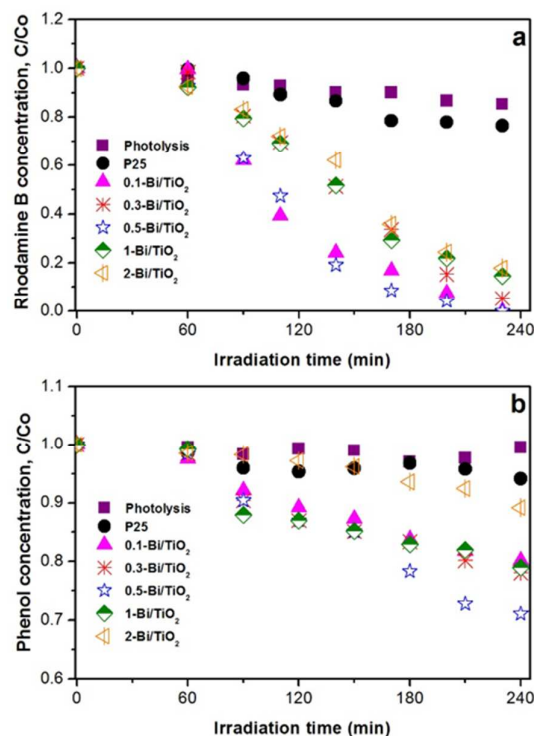 a
1.2
1.0
0.8
0.6
0.4
0.2
0.0
Rhodamine B concentration, C/Co
Photolysis
P25
0.1-Bi/TiO₂
0.3-Bi/TiO₂
0.5-Bi/TiO₂
1-Bi/TiO₂
2-Bi/TiO₂
0 60 120 180 240
Irradiation time (min)
b
1.1
1.0
0.9
0.8
0.7
0.6
Phenol concentration, C/Co
Photolysis
P25
0.1-Bi/TiO₂
0.3-Bi/TiO₂
0.5-Bi/TiO₂
1-Bi/TiO₂
2-Bi/TiO₂
0 60 120 180 240
Irradiation time (min)